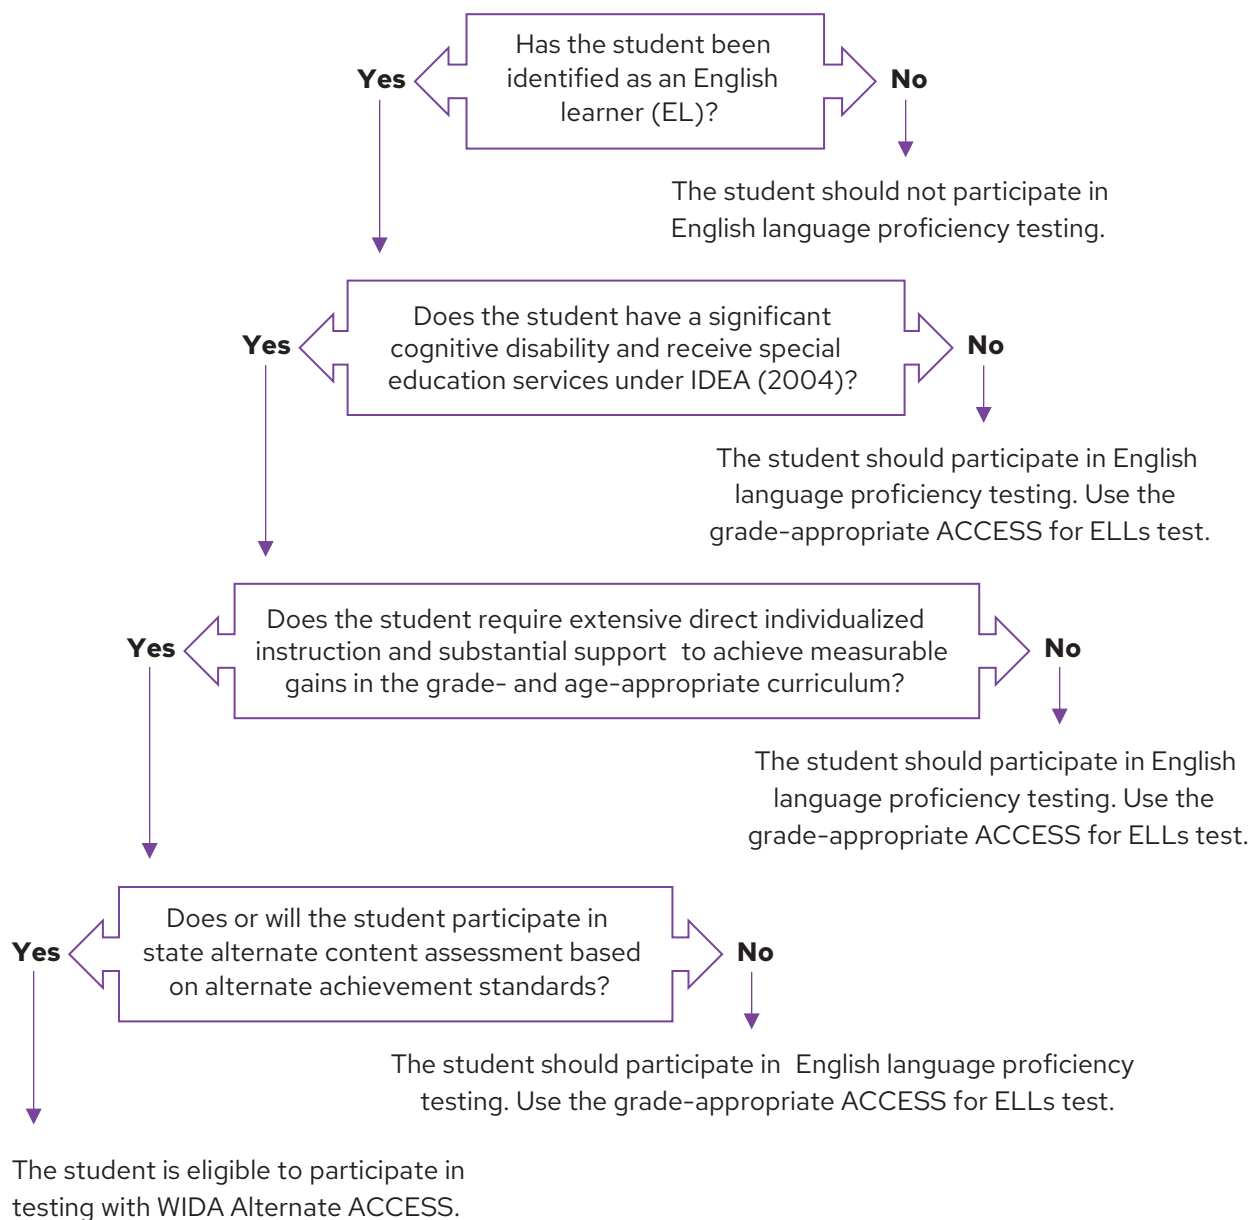 Has the student been
identified as an English
learner (EL)?
Yes
No
The student should not participate in
English language proficiency testing.
Does the student have a significant
cognitive disability and receive special
education services under IDEA (2004)?
Yes
No
The student should participate in English
language proficiency testing. Use the
grade-appropriate ACCESS for ELLs test.
Does the student require extensive direct individualized
instruction and substantial support to achieve measurable
gains in the grade- and age-appropriate curriculum?
Yes
No
The student should participate in English
language proficiency testing. Use the
grade-appropriate ACCESS for ELLs test.
Does or will the student participate in
state alternate content assessment based
on alternate achievement standards?
Yes
No
The student should participate in English language proficiency
testing. Use the grade-appropriate ACCESS for ELLs test.
The student is eligible to participate in
testing with WIDA Alternate ACCESS.